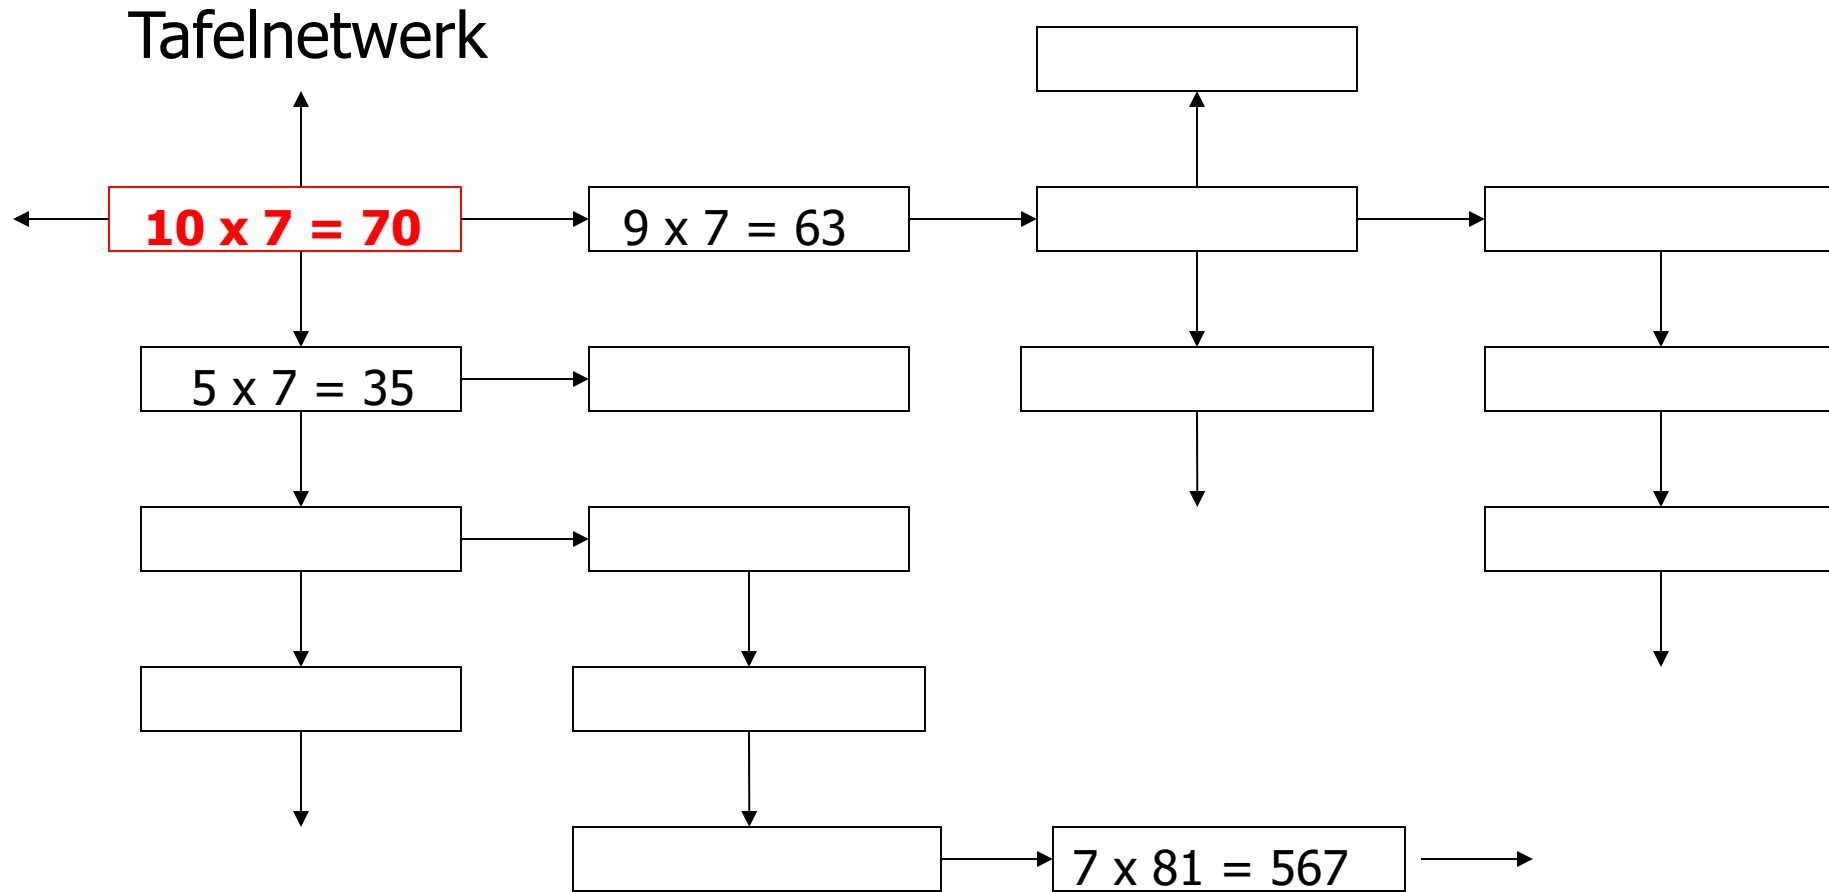 Tafelnetwerk
10 x 7 = 70
9 x 7 = 63
5 x 7 = 35
7 x 81 = 567